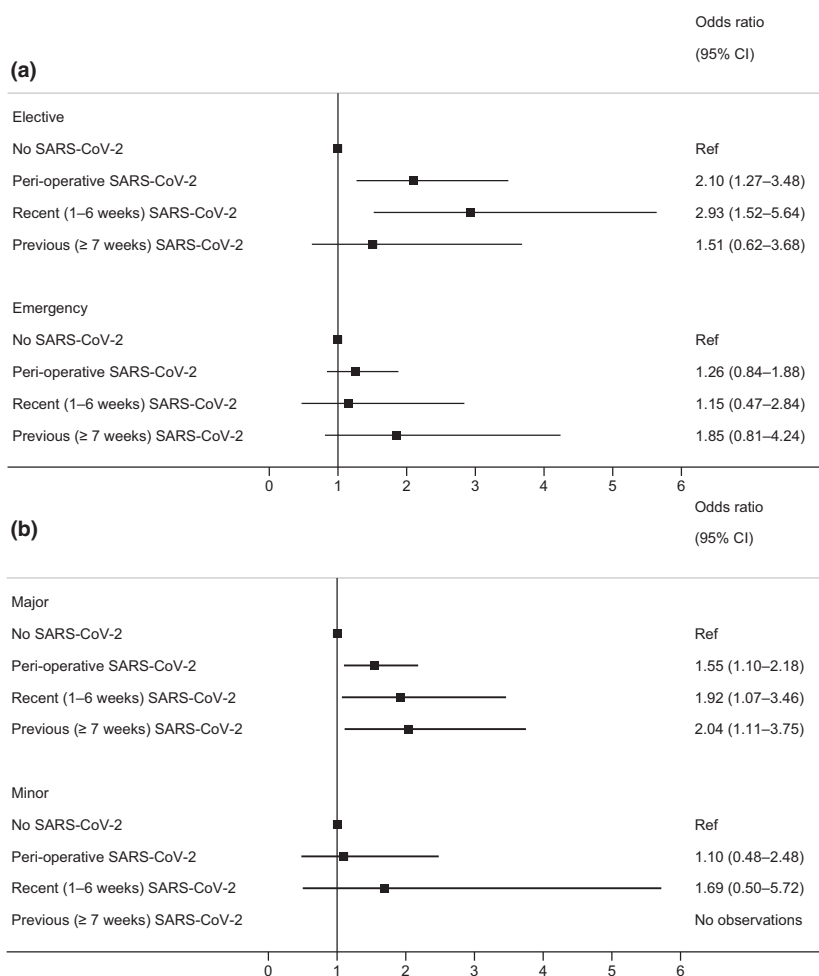 Odds ratio
(95% CI)
(a)
Elective
No SARS-CoV-2 Ref
Peri-operative SARS-CoV-2 2.10 (1.27–3.48)
Recent (1–6 weeks) SARS-CoV-2 2.93 (1.52–5.64)
Previous (≥ 7 weeks) SARS-CoV-2 1.51 (0.62–3.68)
Emergency
No SARS-CoV-2 Ref
Peri-operative SARS-CoV-2 1.26 (0.84–1.88)
Recent (1–6 weeks) SARS-CoV-2 1.15 (0.47–2.84)
Previous (≥ 7 weeks) SARS-CoV-2 1.85 (0.81–4.24)
0 1 2 3 4 5 6
Odds ratio
(b)
(95% CI)
Major
No SARS-CoV-2 Ref
Peri-operative SARS-CoV-2 1.55 (1.10–2.18)
Recent (1–6 weeks) SARS-CoV-2 1.92 (1.07–3.46)
Previous (≥ 7 weeks) SARS-CoV-2 2.04 (1.11–3.75)
Minor
No SARS-CoV-2 Ref
Peri-operative SARS-CoV-2 1.10 (0.48–2.48)
Recent (1–6 weeks) SARS-CoV-2 1.69 (0.50–5.72)
Previous (≥ 7 weeks) SARS-CoV-2 No observations
0 1 2 3 4 5 6